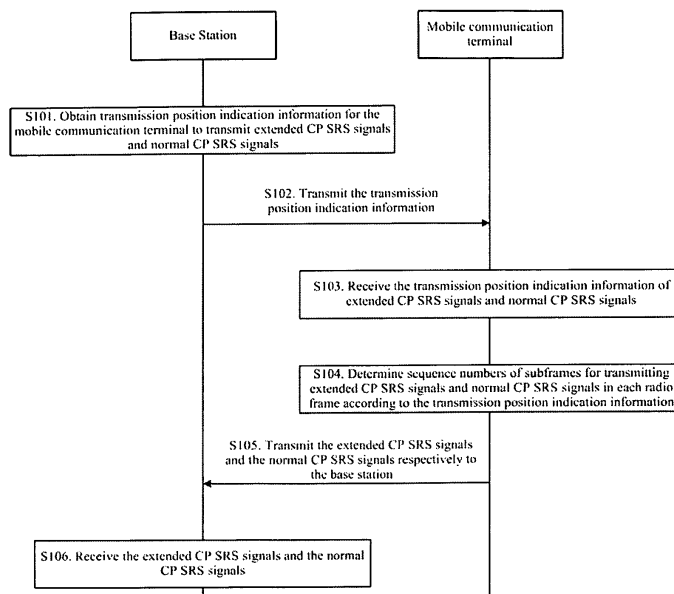 Base Station
Mobile communication
terminal
S101. Obtain transmission position indication information for the
mobile communication terminal to transmit extended CP SRS signals
and normal CP SRS signals
S102. Transmit the transmission
position indication information
S103. Receive the transmission position indication information of
extended CP SRS signals and normal CP SRS signals
S104. Determine sequence numbers of subframes for transmitting
extended CP SRS signals and normal CP SRS signals in each radio
frame according to the transmission position indication information
S105. Transmit the extended CP SRS signals
and the normal CP SRS signals respectively to
the base station
S106. Receive the extended CP SRS signals and the normal
CP SRS signals